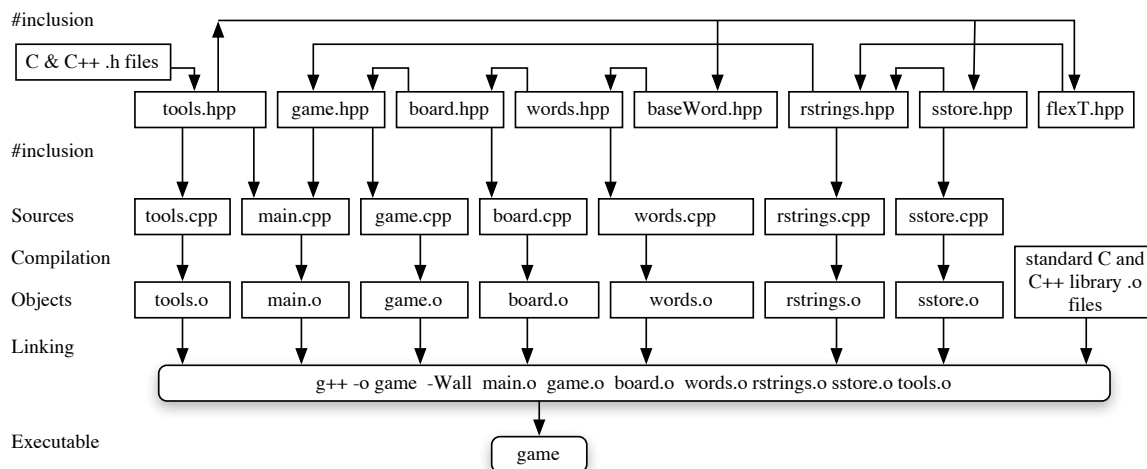 #inclusion
C & C++ .h files
tools.hpp game.hpp board.hpp words.hpp baseWord.hpp rstrings.hpp sstore.hpp flexT.hpp
#inclusion
Sources tools.cpp main.cpp game.cpp board.cpp words.cpp rstrings.cpp sstore.cpp
Compilation
standard C and
C++ library .o
files
Objects tools.o main.o game.o board.o words.o rstrings.o sstore.o
Linking
g++ -o game -Wall main.o game.o board.o words.o rstrings.o sstore.o tools.o
Executable
game